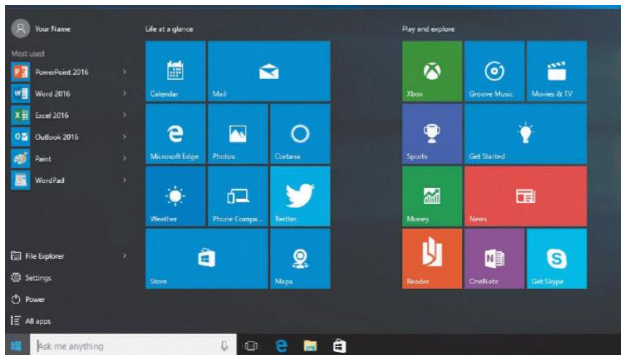 Your Name
Most used
PowerPoint 2016
Word 2016
Excel 2016
Outlook 2016
Paint
WordPad
File Explorer
Settings
Power
All apps
Life at a glance
Calendar
Mail
Microsoft Edge
Photos
Cortana
Weather
Phone Compa...
Twitter
Store
Maps
Play and explore
Xbox
Groove Music
Movies & TV
Sports
Get Started
Money
News
Reader
OneNote
Get Skype
Ask me anything